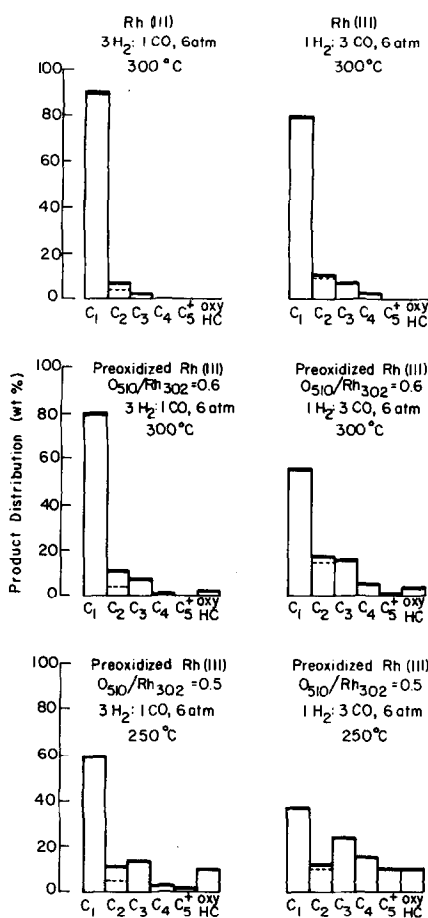 Rh (III)
3 H2: 1 CO, 6 atm
300 °C
100
80
60
40
20
0
C1 C2 C3 C4 C5+ oxy HC
Rh (III)
1 H2: 3 CO, 6 atm
300 °C
C1 C2 C3 C4 C5+ oxy HC
Product Distribution (wt %)
Preoxidized Rh (III)
O510/Rh302 = 0.6
3 H2: 1 CO, 6 atm
300 °C
80
60
40
20
0
C1 C2 C3 C4 C5+ oxy HC
Preoxidized Rh (III)
O510/Rh302 = 0.6
1 H2: 3 CO, 6 atm
300 °C
C1 C2 C3 C4 C5+ oxy HC
Preoxidized Rh (III)
O510/Rh302 = 0.5
3 H2: 1 CO, 6 atm
250 °C
100
80
60
40
20
0
C1 C2 C3 C4 C5+ oxy HC
Preoxidized Rh (III)
O510/Rh302 = 0.5
1 H2: 3 CO, 6 atm
250 °C
C1 C2 C3 C4 C5+ oxy HC